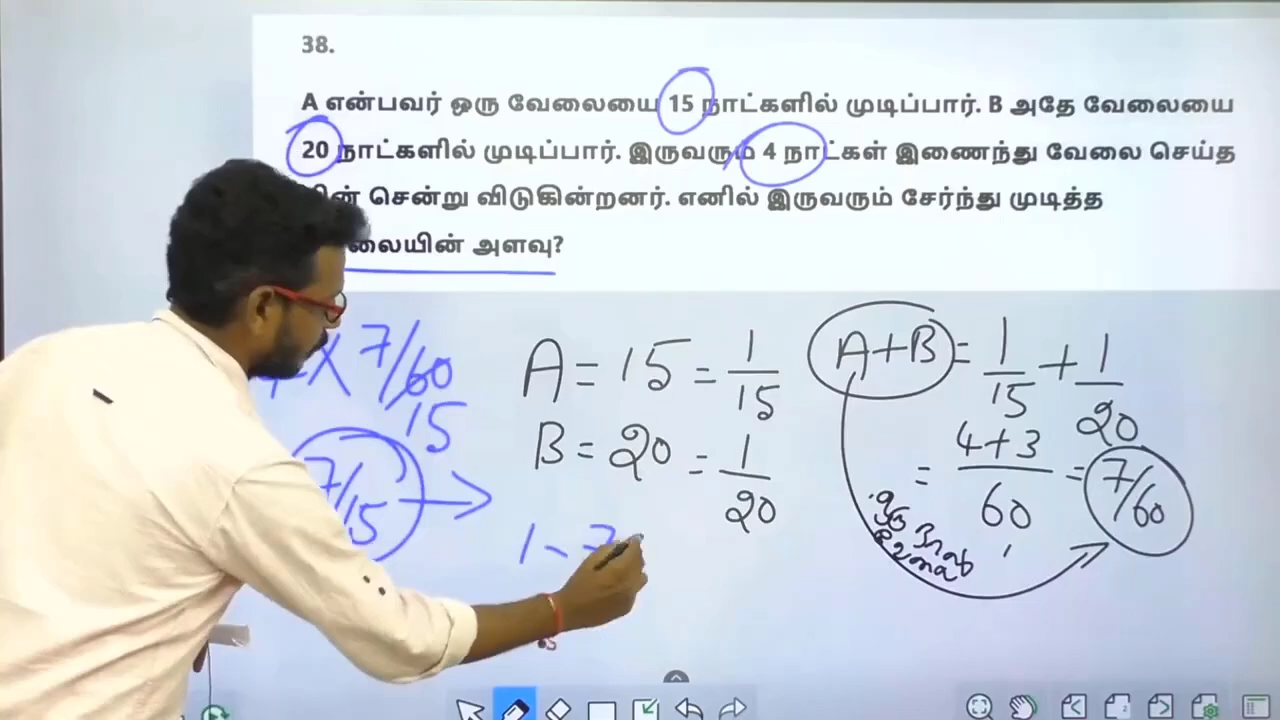 38.
A என்பவர் ஒரு வேலையை 15 நாட்களில் முடிப்பார். B அதே வேலையை
20 நாட்களில் முடிப்பார். இருவரும் 4 நாட்கள் இணைந்து வேலை செய்த
சென்று விடுகின்றனர். எனில் இருவரும் சேர்ந்து முடித்த
அளவு?
X 7/60
15
7/15
1 - 7
A = 15 = 1/15
B = 20 = 1/20
A+B = 1/15 + 1/20
= 4+3/60 = 7/60
ஒரு நாள்